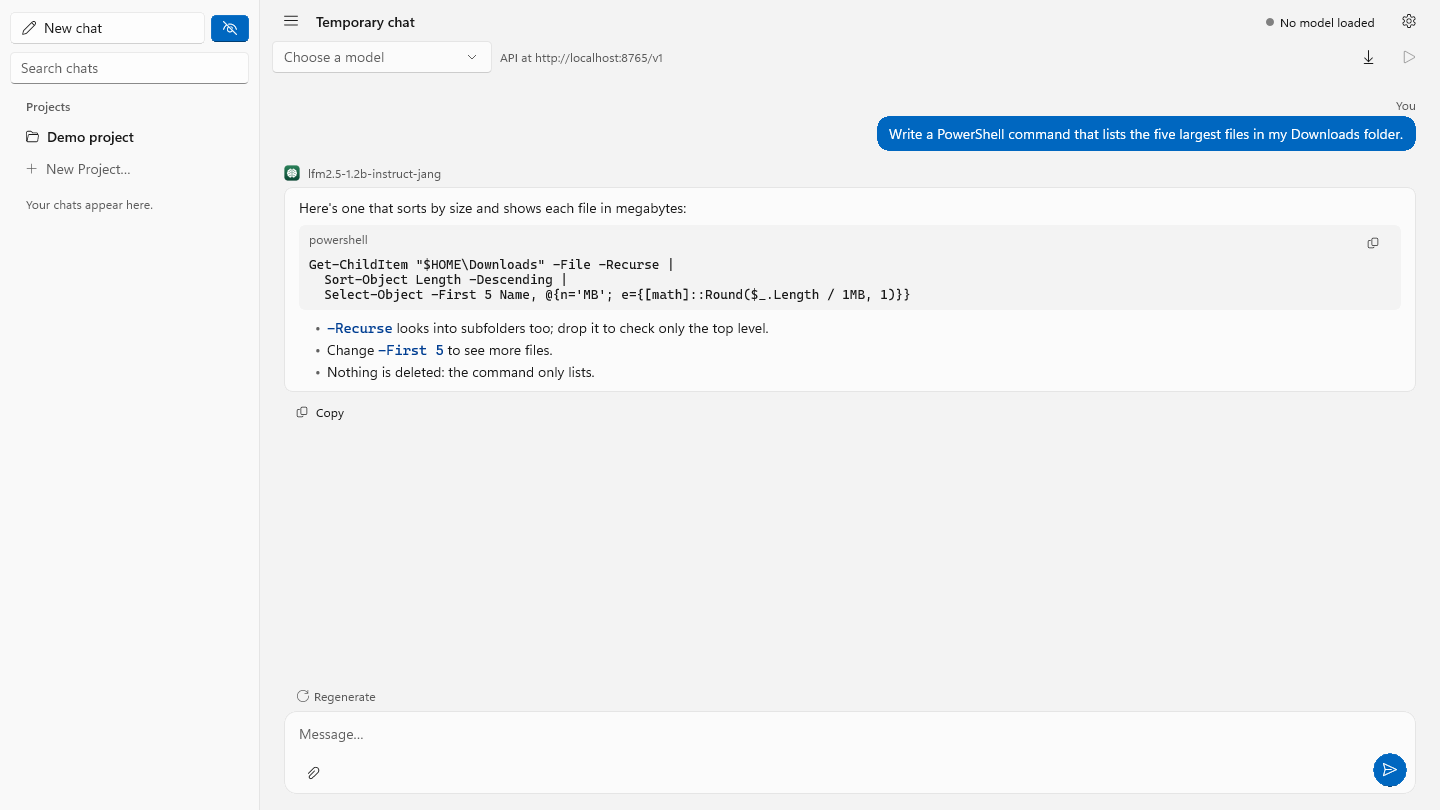 New chat
Search chats
Projects
Demo project
New Project...
Your chats appear here.
Temporary chat
No model loaded
Choose a model
API at http://localhost:8765/v1
You
Write a PowerShell command that lists the five largest files in my Downloads folder.
lfm2.5-1.2b-instruct-jang
Here's one that sorts by size and shows each file in megabytes:
powershell
Get-ChildItem "$HOME\Downloads" -File -Recurse |
  Sort-Object Length -Descending |
  Select-Object -First 5 Name, @{n='MB'; e={[math]::Round($_.Length / 1MB, 1)}}
• -Recurse looks into subfolders too; drop it to check only the top level.
• Change -First 5 to see more files.
• Nothing is deleted: the command only lists.
Copy
Regenerate
Message...